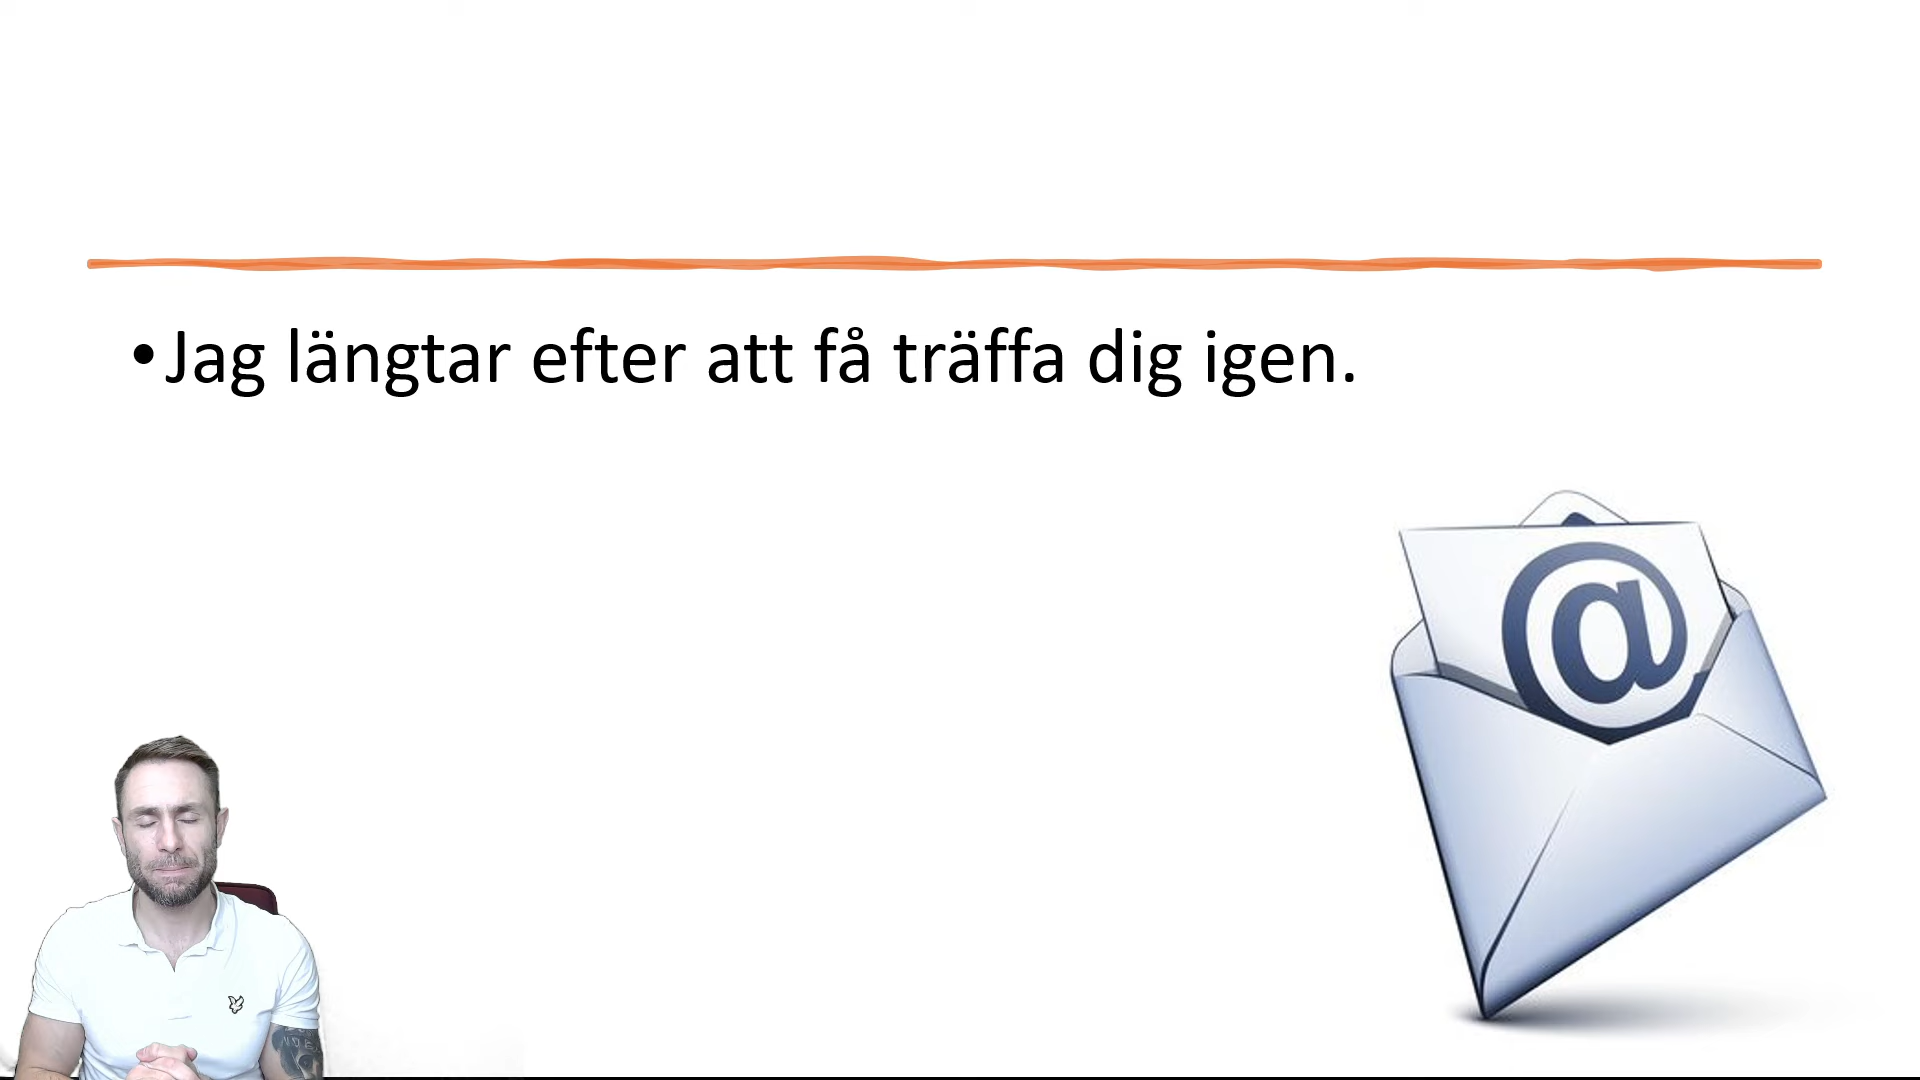 • Jag längtar efter att få träffa dig igen.
@